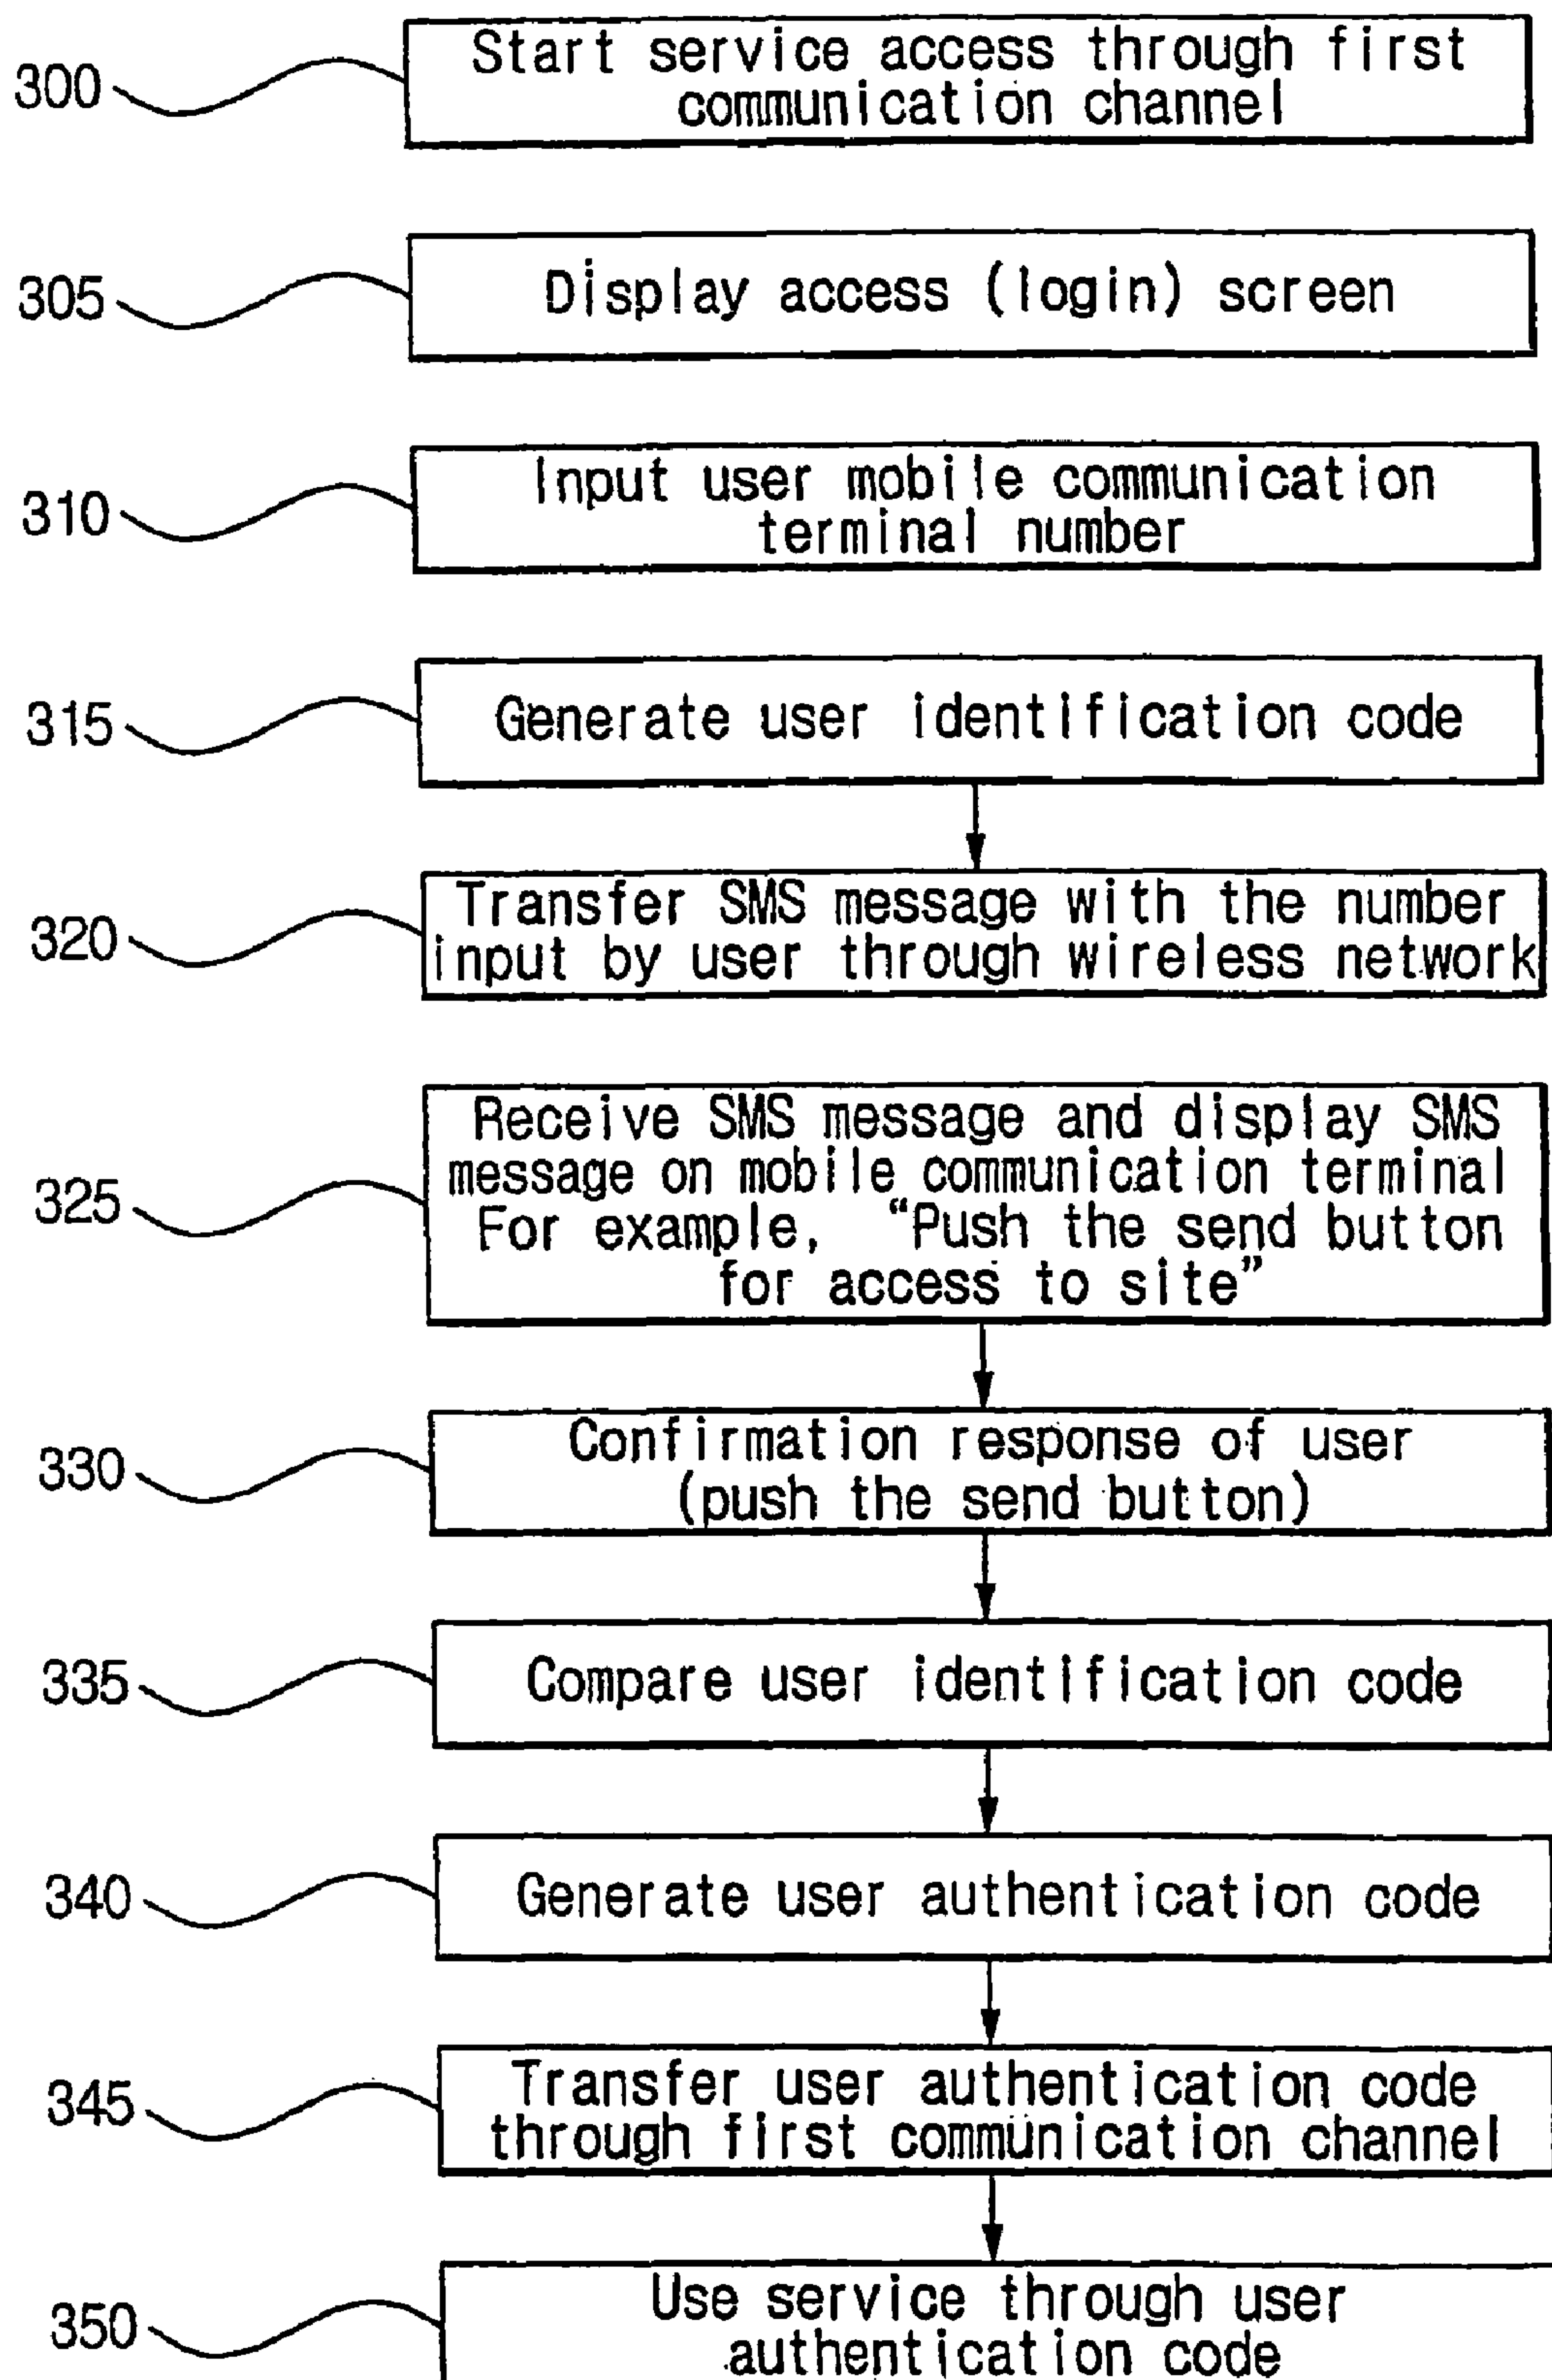 300
Start service access through first
communication channel
305
Display access (login) screen
310
Input user mobile communication
terminal number
315
Generate user identification code
320
Transfer SMS message with the number
input by user through wireless network
325
Receive SMS message and display SMS
message on mobile communication terminal
For example, “Push the send button
for access to site”
330
Confirmation response of user
(push the send button)
335
Compare user identification code
340
Generate user authentication code
345
Transfer user authentication code
through first communication channel
350
Use service through user
authentication code